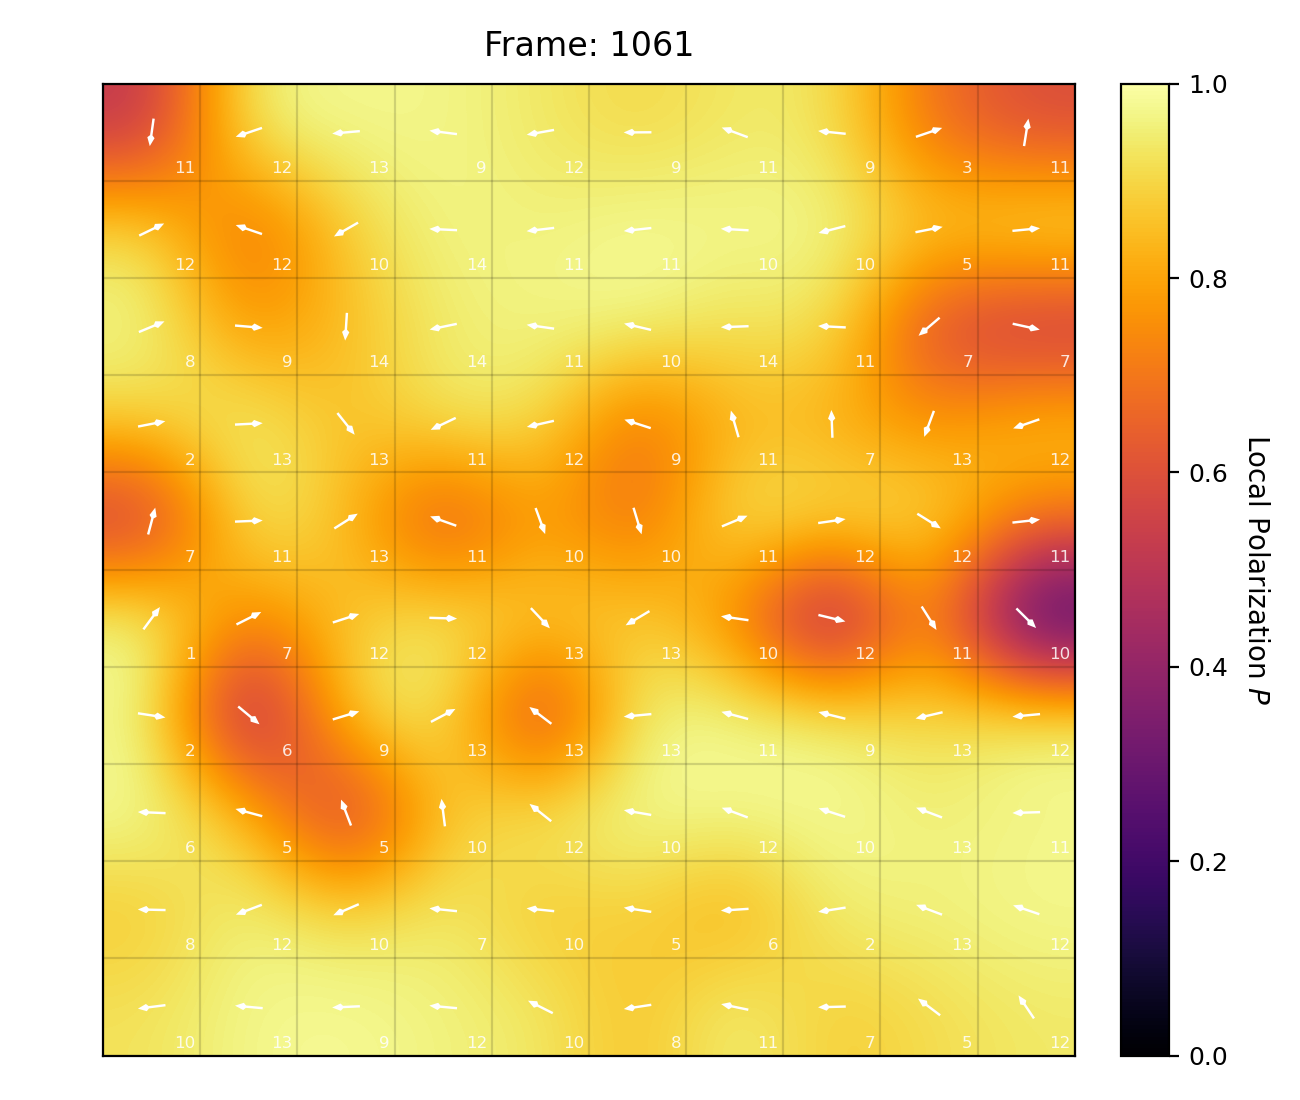 Frame: 1061
11 12 13 9 12 9 11 9 3 11
12 12 10 14 11 11 10 10 5 11
8 9 14 14 11 10 14 11 7 7
2 13 13 11 12 9 11 7 13 12
7 11 13 11 10 10 11 12 12 11
1 7 12 12 13 13 10 12 11 10
2 6 9 13 13 13 11 9 13 12
6 5 5 10 12 10 12 10 13 11
8 12 10 7 10 5 6 2 13 12
10 13 9 12 10 8 11 7 5 12
1.0
0.8
0.6
0.4
0.2
0.0
Local Polarization P